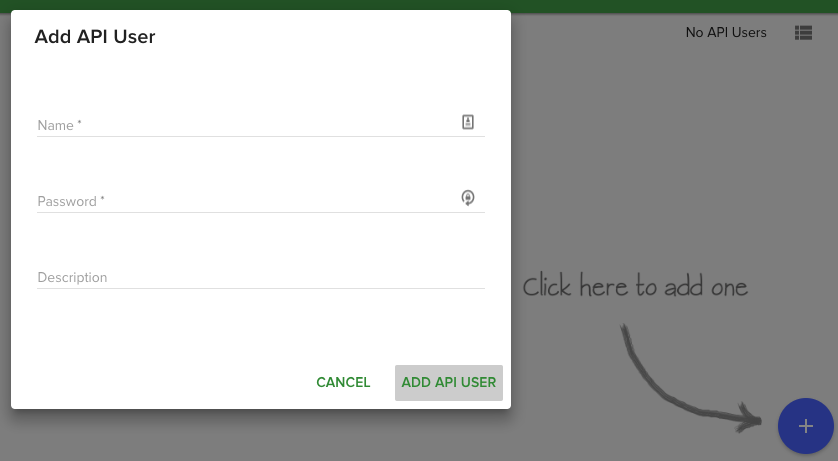 Add API User
No API Users
Name *
Password *
Description
Click here to add one
CANCEL
ADD API USER
+